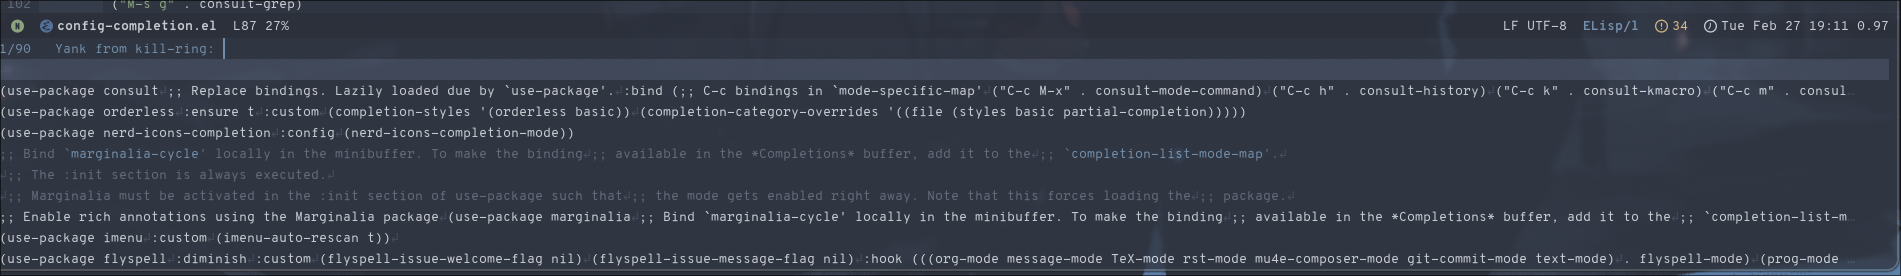 102 ("M-s g" . consult-grep)
N config-completion.el L87 27% LF UTF-8 ELisp/l 34 Tue Feb 27 19:11 0.97
1/90 Yank from kill-ring:
(use-package consult↵;; Replace bindings. Lazily loaded due by `use-package'.↵:bind (;; C-c bindings in `mode-specific-map'↵("C-c M-x" . consult-mode-command)↵("C-c h" . consult-history)↵("C-c k" . consult-kmacro)↵("C-c m" . consul…
(use-package orderless↵:ensure t↵:custom↵(completion-styles '(orderless basic))↵(completion-category-overrides '((file (styles basic partial-completion)))))
(use-package nerd-icons-completion↵:config↵(nerd-icons-completion-mode))
;; Bind `marginalia-cycle' locally in the minibuffer. To make the binding↵;; available in the *Completions* buffer, add it to the↵;; `completion-list-mode-map'.↵
↵;; The :init section is always executed.↵
↵;; Marginalia must be activated in the :init section of use-package such that↵;; the mode gets enabled right away. Note that this forces loading the↵;; package.↵
;; Enable rich annotations using the Marginalia package↵(use-package marginalia↵;; Bind `marginalia-cycle' locally in the minibuffer. To make the binding↵;; available in the *Completions* buffer, add it to the↵;; `completion-list-m…
(use-package imenu↵:custom↵(imenu-auto-rescan t))↵
(use-package flyspell↵:diminish↵:custom↵(flyspell-issue-welcome-flag nil)↵(flyspell-issue-message-flag nil)↵:hook (((org-mode message-mode TeX-mode rst-mode mu4e-composer-mode git-commit-mode text-mode)↵. flyspell-mode)↵(prog-mode …